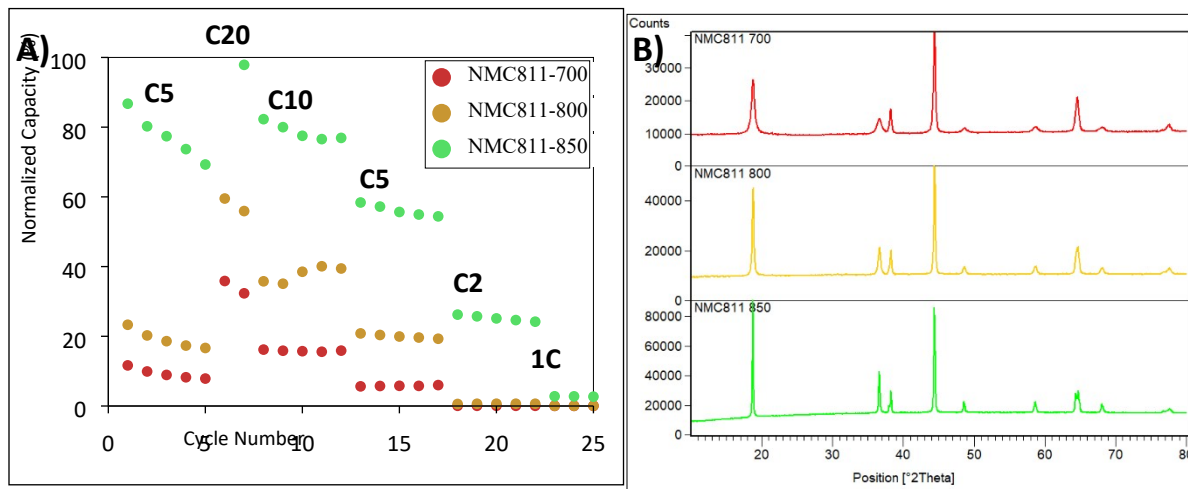 A)
Normalized Capacity (%)
100
80
60
40
20
0
0
5
10
15
20
25
Cycle Number
C5
C20
C10
C5
C2
1C
NMC811-700
NMC811-800
NMC811-850
B)
Counts
NMC811 700
30000
20000
10000
0
NMC811 800
40000
20000
0
NMC811 850
80000
60000
40000
20000
0
20
30
40
50
60
70
80
Position [°2Theta]